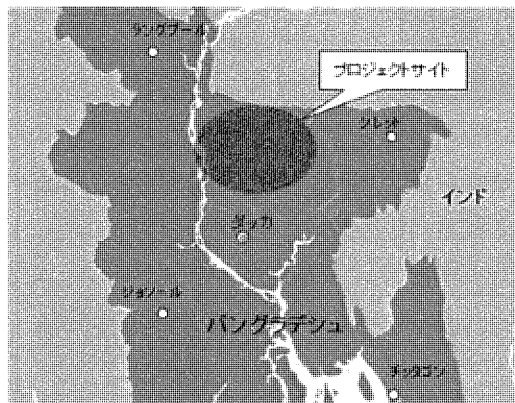 ラングプール
プロジェクトサイト
シレット
インド
ダッカ
ジョソール
バングラデシュ
チッタゴン